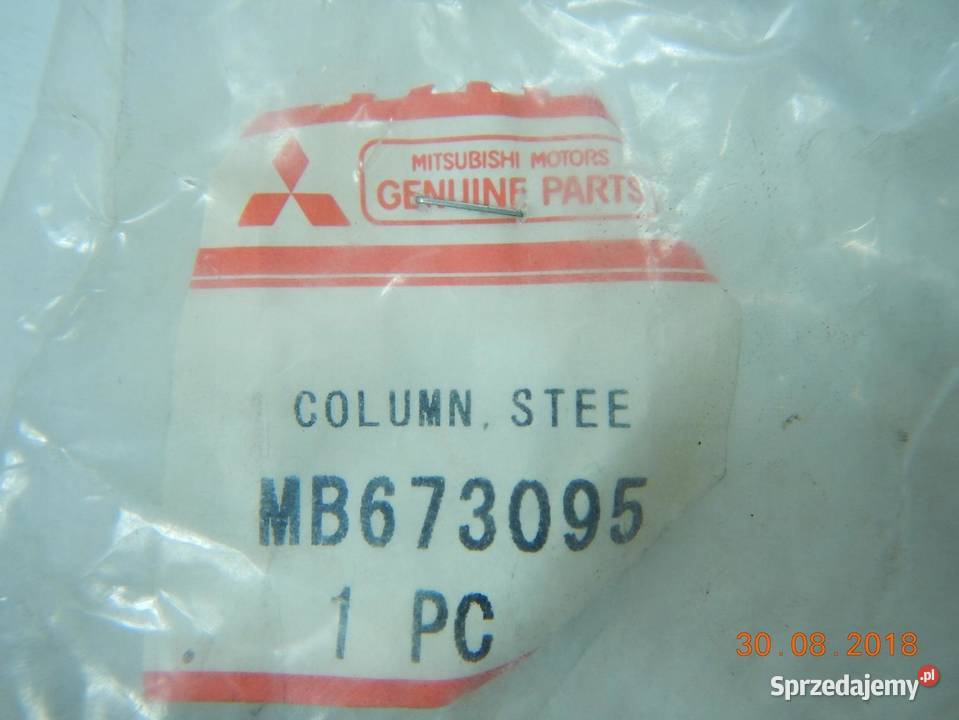 MITSUBISHI MOTORS
GENUINE PARTS
COLUMN, STEE
MB673095
1 PC
30.08.2018
Sprzedajemy.pl